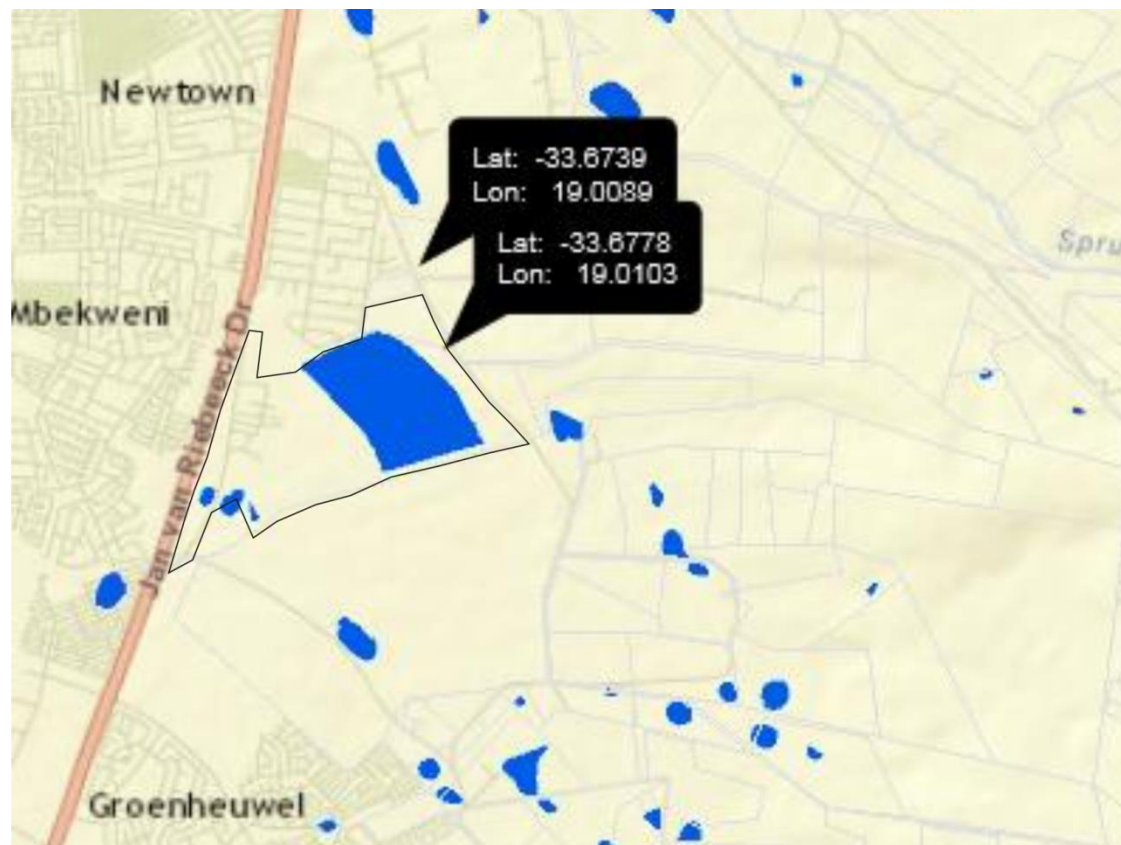 Newtown
Lat: -33.6739
Lon: 19.0089
Lat: -33.6778
Lon: 19.0103
Spru
Mbekweni
Jan van Riebeeck Dr
Groenheuwel